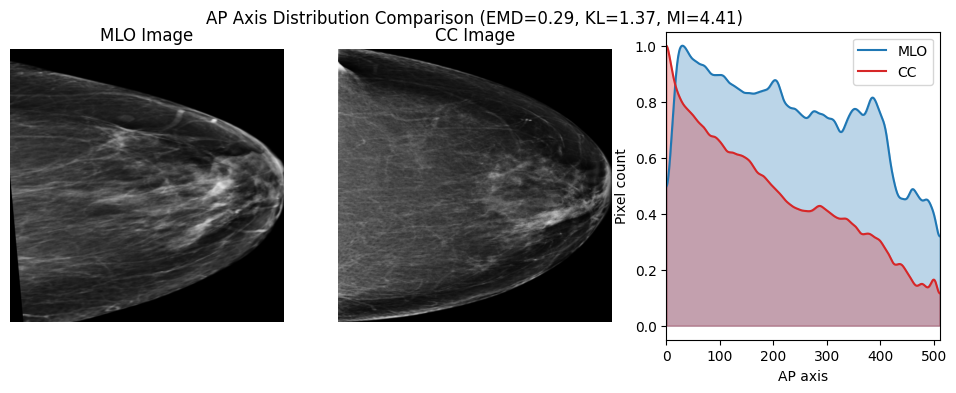 AP Axis Distribution Comparison (EMD=0.29, KL=1.37, MI=4.41)
MLO Image
CC Image
MLO
CC
Pixel count
1.0
0.8
0.6
0.4
0.2
0.0
0 100 200 300 400 500
AP axis